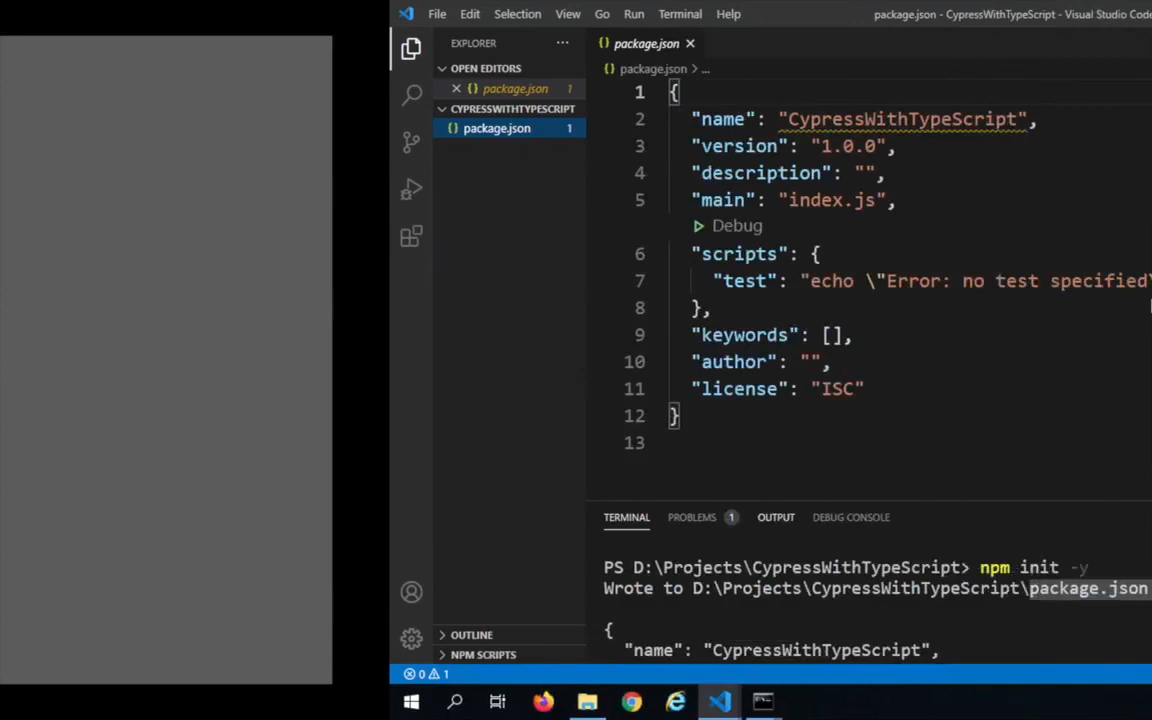 File Edit Selection View Go Run Terminal Help package.json - CypressWithTypeScript - Visual Studio Code
EXPLORER ...
OPEN EDITORS
{} package.json 1
CYPRESSWITHTYPESCRIPT
{} package.json 1
{} package.json
{} package.json > ...
1 {
2 "name": "CypressWithTypeScript",
3 "version": "1.0.0",
4 "description": "",
5 "main": "index.js",
Debug
6 "scripts": {
7 "test": "echo \"Error: no test specified\
8 },
9 "keywords": [],
10 "author": "",
11 "license": "ISC"
12 }
13
TERMINAL PROBLEMS 1 OUTPUT DEBUG CONSOLE
PS D:\Projects\CypressWithTypeScript> npm init -y
Wrote to D:\Projects\CypressWithTypeScript\package.json
{
"name": "CypressWithTypeScript",
OUTLINE
NPM SCRIPTS
0 1